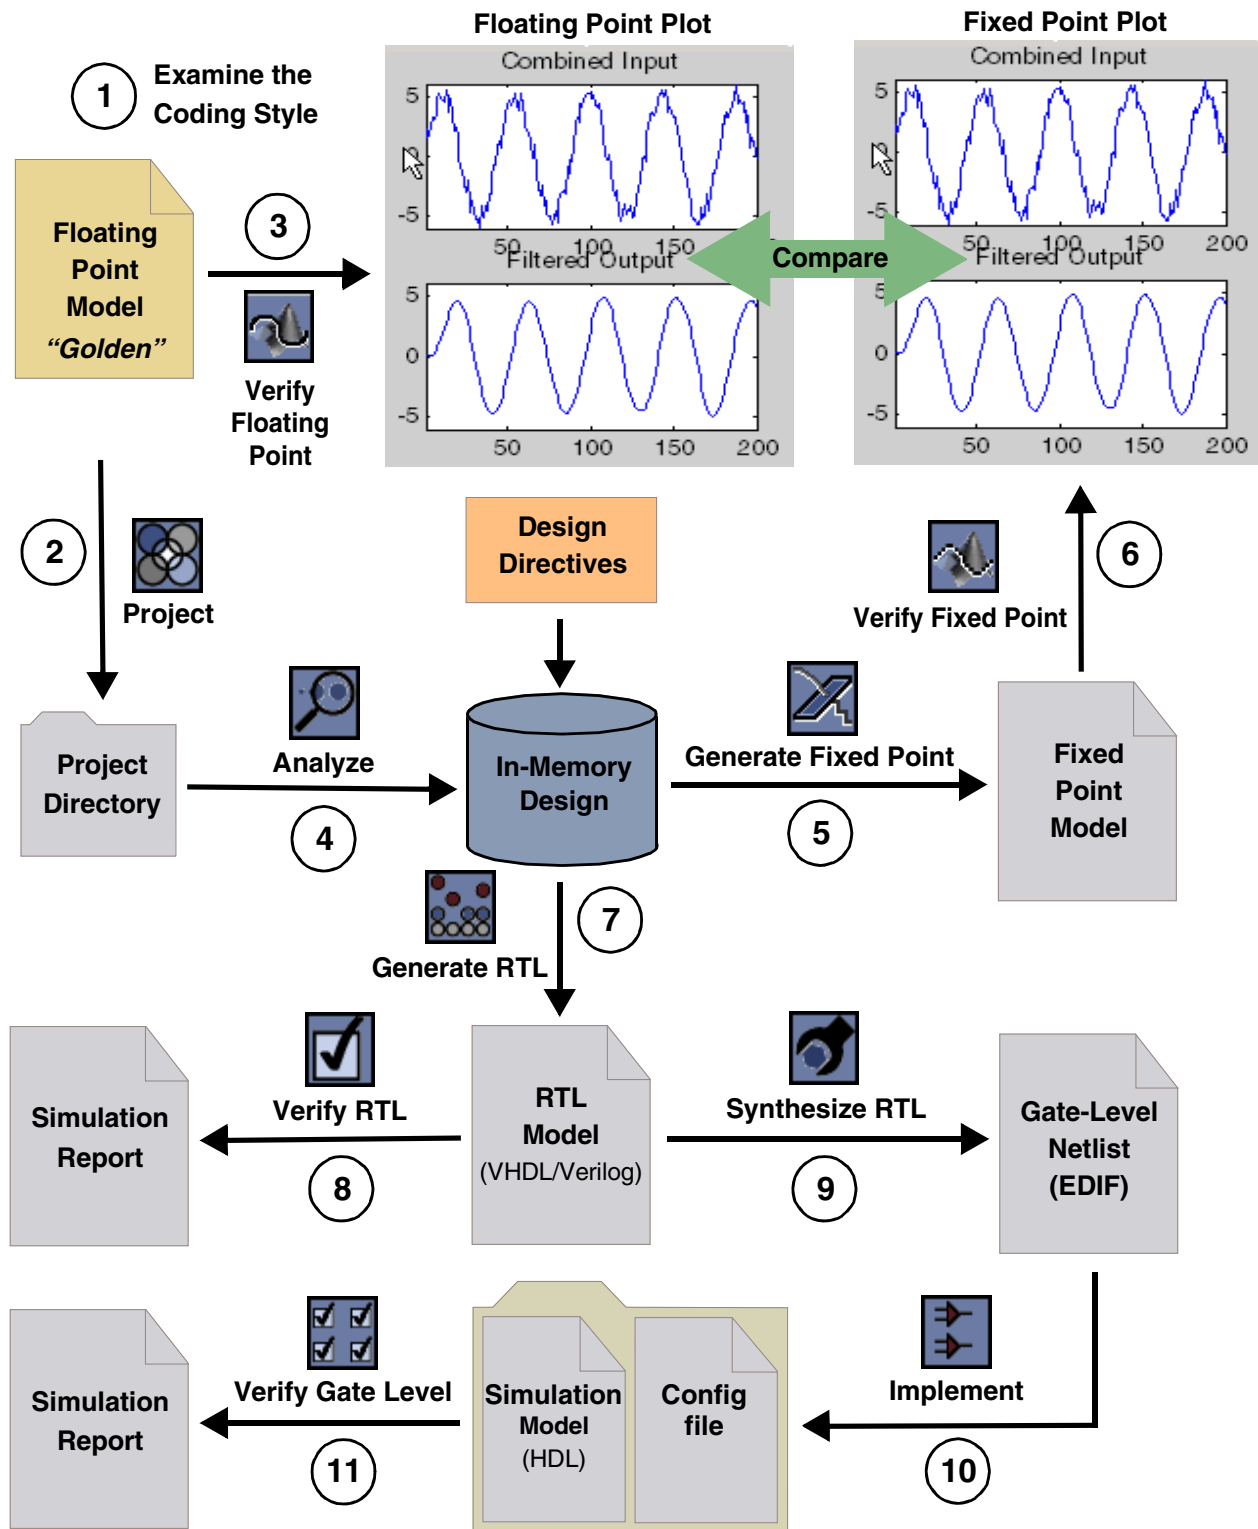 Floating Point Plot
Fixed Point Plot
1
Examine the
Coding Style
Combined Input
5
0
-5
50 100 150
Filtered Output
5
0
-5
50 100 150 200
Combined Input
5
0
-5
50 100 150 200
Filtered Output
5
0
-5
50 100 150 200
Compare
Floating
Point
Model
“Golden”
3
Verify
Floating
Point
2
Project
Design
Directives
6
Verify Fixed Point
Project
Directory
Analyze
4
In-Memory
Design
Generate Fixed Point
5
Fixed
Point
Model
7
Generate RTL
Simulation
Report
Verify RTL
8
RTL
Model
(VHDL/Verilog)
Synthesize RTL
9
Gate-Level
Netlist
(EDIF)
Simulation
Report
Verify Gate Level
11
Simulation
Model
(HDL)
Config
file
Implement
10